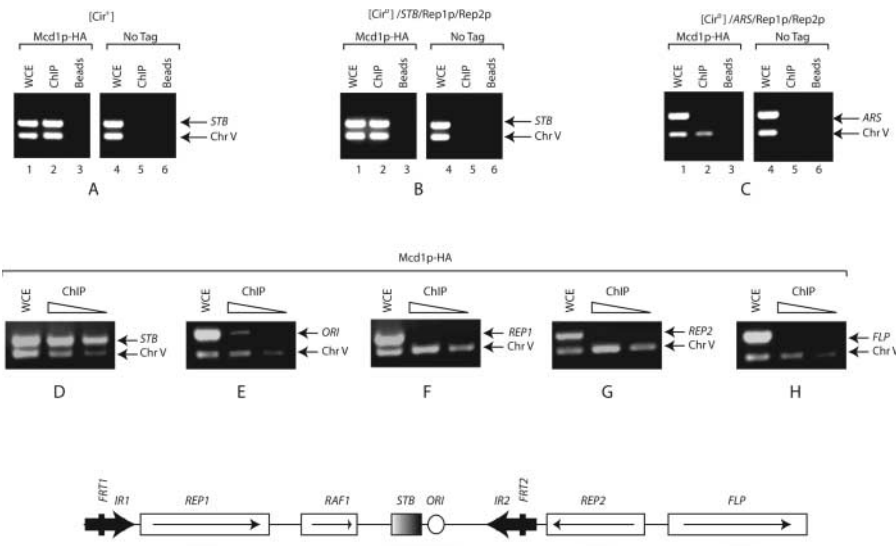 [Cir⁺]
Mcd1p-HA No Tag
WCE ChIP Beads WCE ChIP Beads
STB
Chr V
1 2 3 4 5 6
A
[Cir⁰] /STB/Rep1p/Rep2p
Mcd1p-HA No Tag
WCE ChIP Beads WCE ChIP Beads
STB
Chr V
1 2 3 4 5 6
B
[Cir⁰] /ARS/Rep1p/Rep2p
Mcd1p-HA No Tag
WCE ChIP Beads WCE ChIP Beads
ARS
Chr V
1 2 3 4 5 6
C
Mcd1p-HA
WCE ChIP
STB
Chr V
D
WCE ChIP
ORI
Chr V
E
WCE ChIP
REP1
Chr V
F
WCE ChIP
REP2
Chr V
G
WCE ChIP
FLP
Chr V
H
FRT1 IR1 REP1 RAF1 STB ORI IR2 FRT2 REP2 FLP